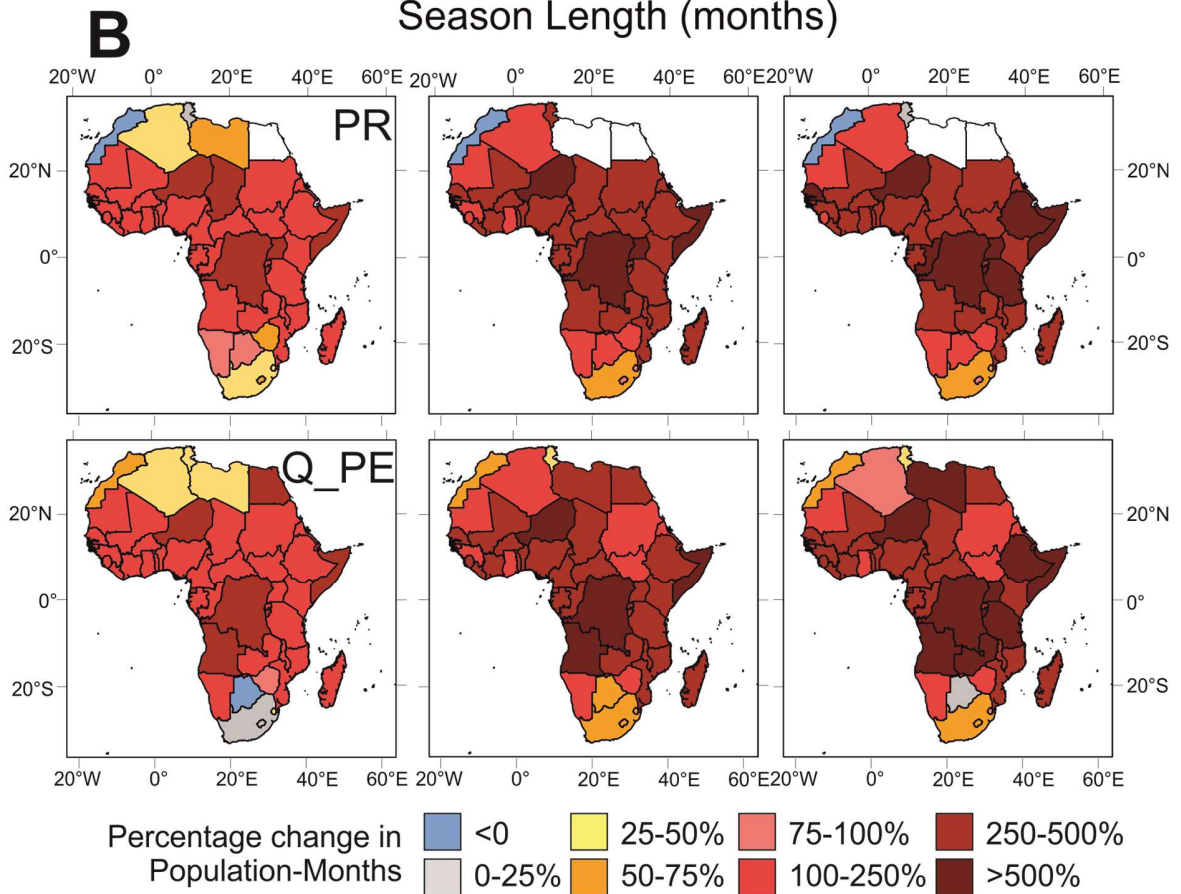 Season Length (months)
B
20°W 0° 20°E 40°E 60°E 20°W 0° 20°E 40°E 60°E 20°W 0° 20°E 40°E 60°E
PR
20°N 20°N
0° 0°
20°S 20°S
Q_PE
20°N 20°N
0° 0°
20°S 20°S
20°W 0° 20°E 40°E 60°E 20°W 0° 20°E 40°E 60°E 20°W 0° 20°E 40°E 60°E
Percentage change in
Population-Months
<0 25-50% 75-100% 250-500%
0-25% 50-75% 100-250% >500%